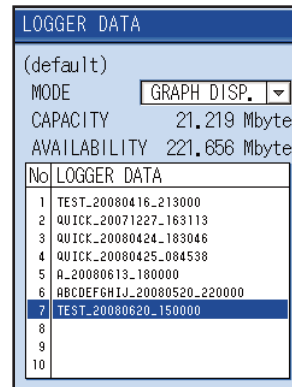 LOGGER DATA
(default)
MODE GRAPH DISP.
CAPACITY 21.219 Mbyte
AVAILABILITY 221.656 Mbyte
No LOGGER DATA
1 TEST_20080416_213000
2 QUICK_20071227_163113
3 QUICK_20080424_183046
4 QUICK_20080425_084538
5 A_20080613_180000
6 ABCDEFGHIJ_20080520_220000
7 TEST_20080620_150000
8
9
10